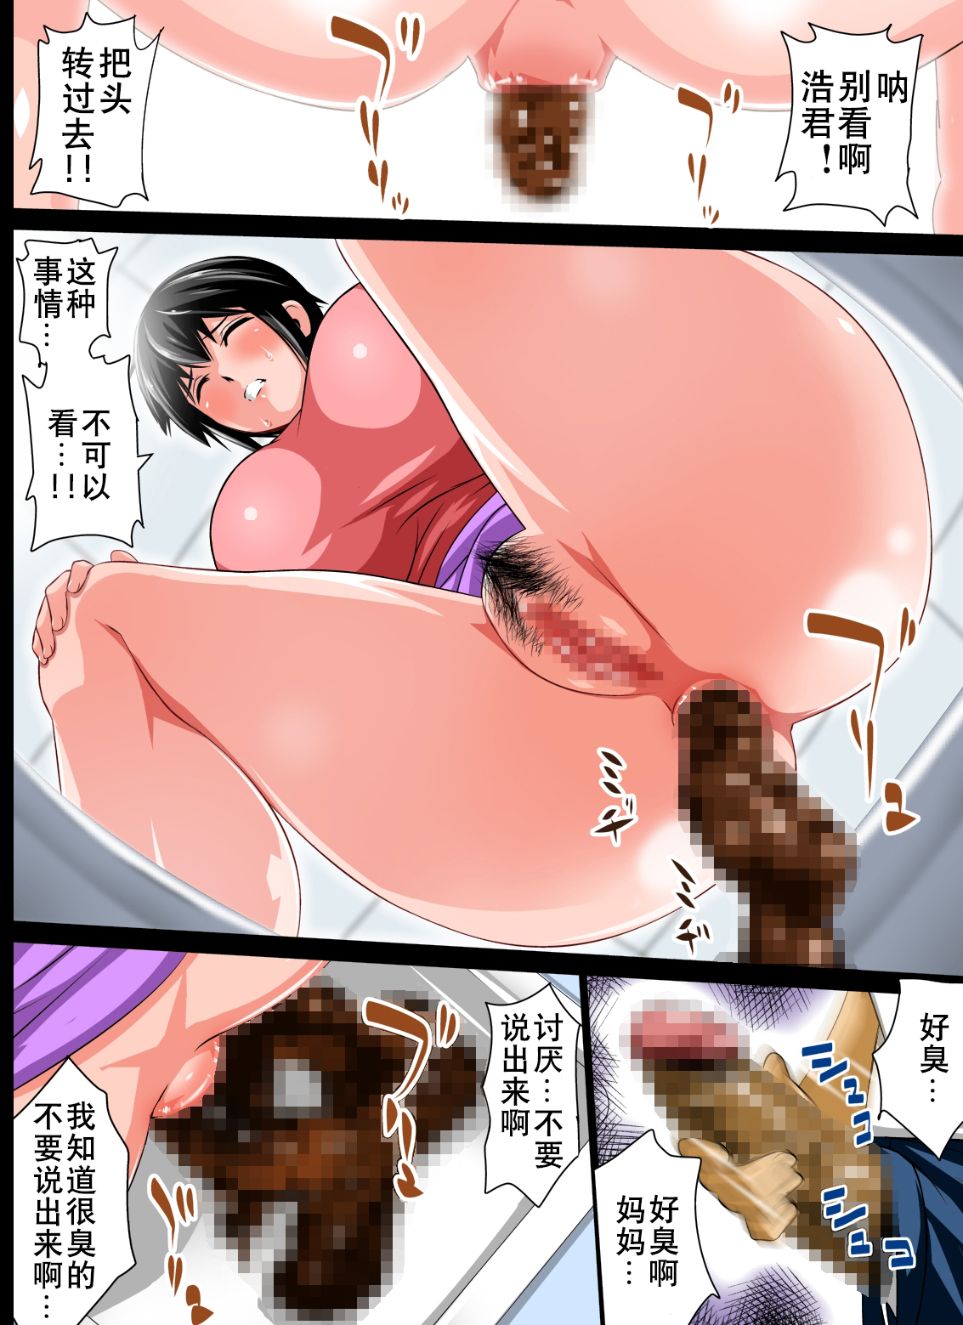 呐
别看啊
浩君！
把头
转过去!!
这种
事情…
不可以
看…!!
好臭…
好臭啊
妈妈…
讨厌…不要
说出来啊
我知道很臭的
不要说出来啊…